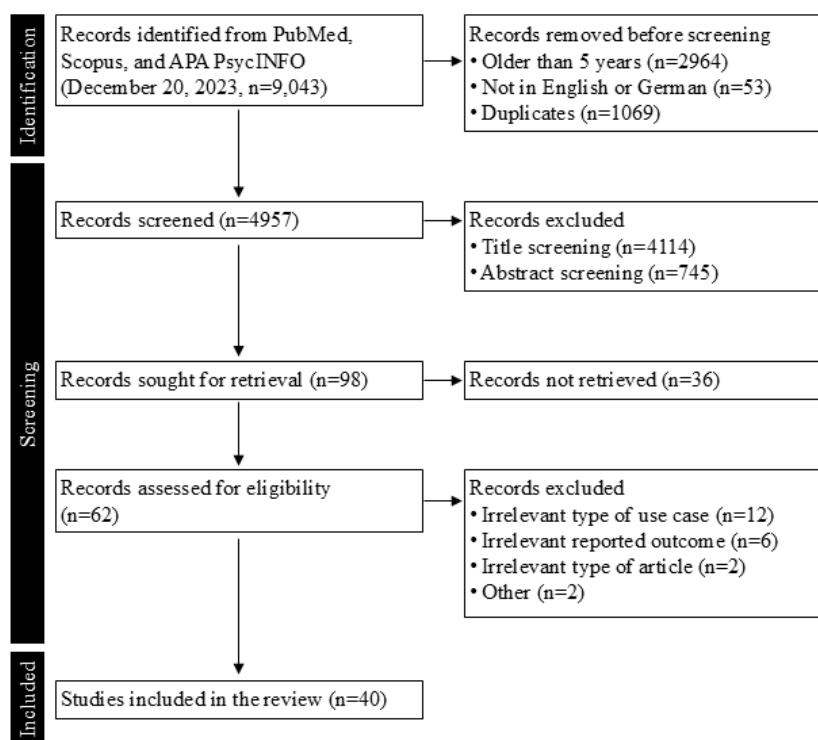 Identification
Records identified from PubMed,
Scopus, and APA PsycINFO
(December 20, 2023, n=9,043)
Records removed before screening
• Older than 5 years (n=2964)
• Not in English or German (n=53)
• Duplicates (n=1069)
Screening
Records screened (n=4957)
Records excluded
• Title screening (n=4114)
• Abstract screening (n=745)
Records sought for retrieval (n=98)
Records not retrieved (n=36)
Records assessed for eligibility
(n=62)
Records excluded
• Irrelevant type of use case (n=12)
• Irrelevant reported outcome (n=6)
• Irrelevant type of article (n=2)
• Other (n=2)
Included
Studies included in the review (n=40)